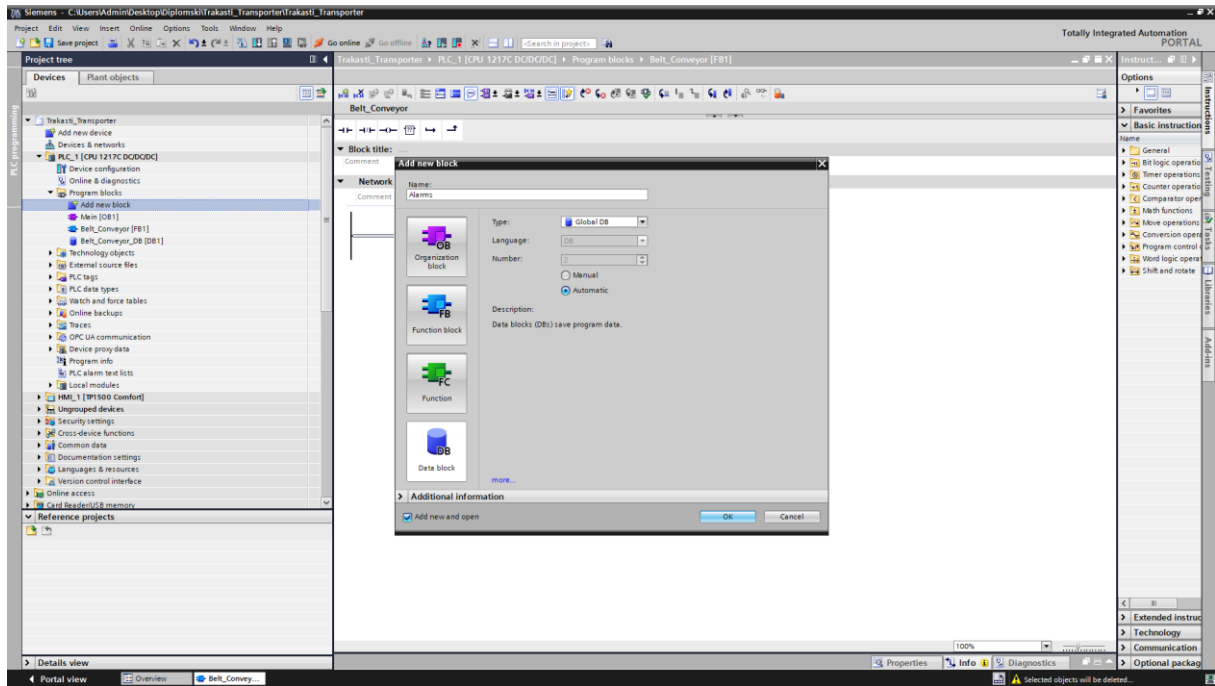 Siemens - C:\Users\Admin\Desktop\Diplomski\Trakasti_Transporter\Trakasti_Transporter
Project Edit View Insert Online Options Tools Window Help
Save project Go online Go offline <Search in project>
Totally Integrated Automation
PORTAL
Project tree
Trakasti_Transporter ▸ PLC_1 [CPU 1217C DC/DC/DC] ▸ Program blocks ▸ Belt_Conveyor [FB1]
Instruct...
Devices Plant objects
Options
PLC programming
Trakasti_Transporter
Add new device
Devices & networks
PLC_1 [CPU 1217C DC/DC/DC]
Device configuration
Online & diagnostics
Program blocks
Add new block
Main [OB1]
Belt_Conveyor [FB1]
Belt_Conveyor_DB [DB1]
Technology objects
External source files
PLC tags
PLC data types
Watch and force tables
Online backups
Traces
OPC UA communication
Device proxy data
Program info
PLC alarm text lists
Local modules
HMI_1 [TP1500 Comfort]
Ungrouped devices
Security settings
Cross-device functions
Common data
Documentation settings
Languages & resources
Version control interface
Online access
Card Reader/USB memory
Reference projects
Details view
Belt_Conveyor
Block title:
Comment
Network
Comment
Add new block
Name:
Alarms
OB
Organization block
FB
Function block
FC
Function
DB
Data block
Type: Global DB
Language: DB
Number: 2
Manual
Automatic
Description:
Data blocks (DBs) save program data.
more...
Additional information
Add new and open
OK Cancel
Favorites
Basic instruction
Name
General
Bit logic operatio
Timer operations
Counter operatio
Comparator oper
Math functions
Move operations
Conversion opera
Program control
Word logic operat
Shift and rotate
Extended instruc
Technology
Communication
Optional packag
Instructions
Testing
Tasks
Libraries
Add-ins
100%
Properties Info Diagnostics
Portal view Overview Belt_Convey...
Selected objects will be deleted...